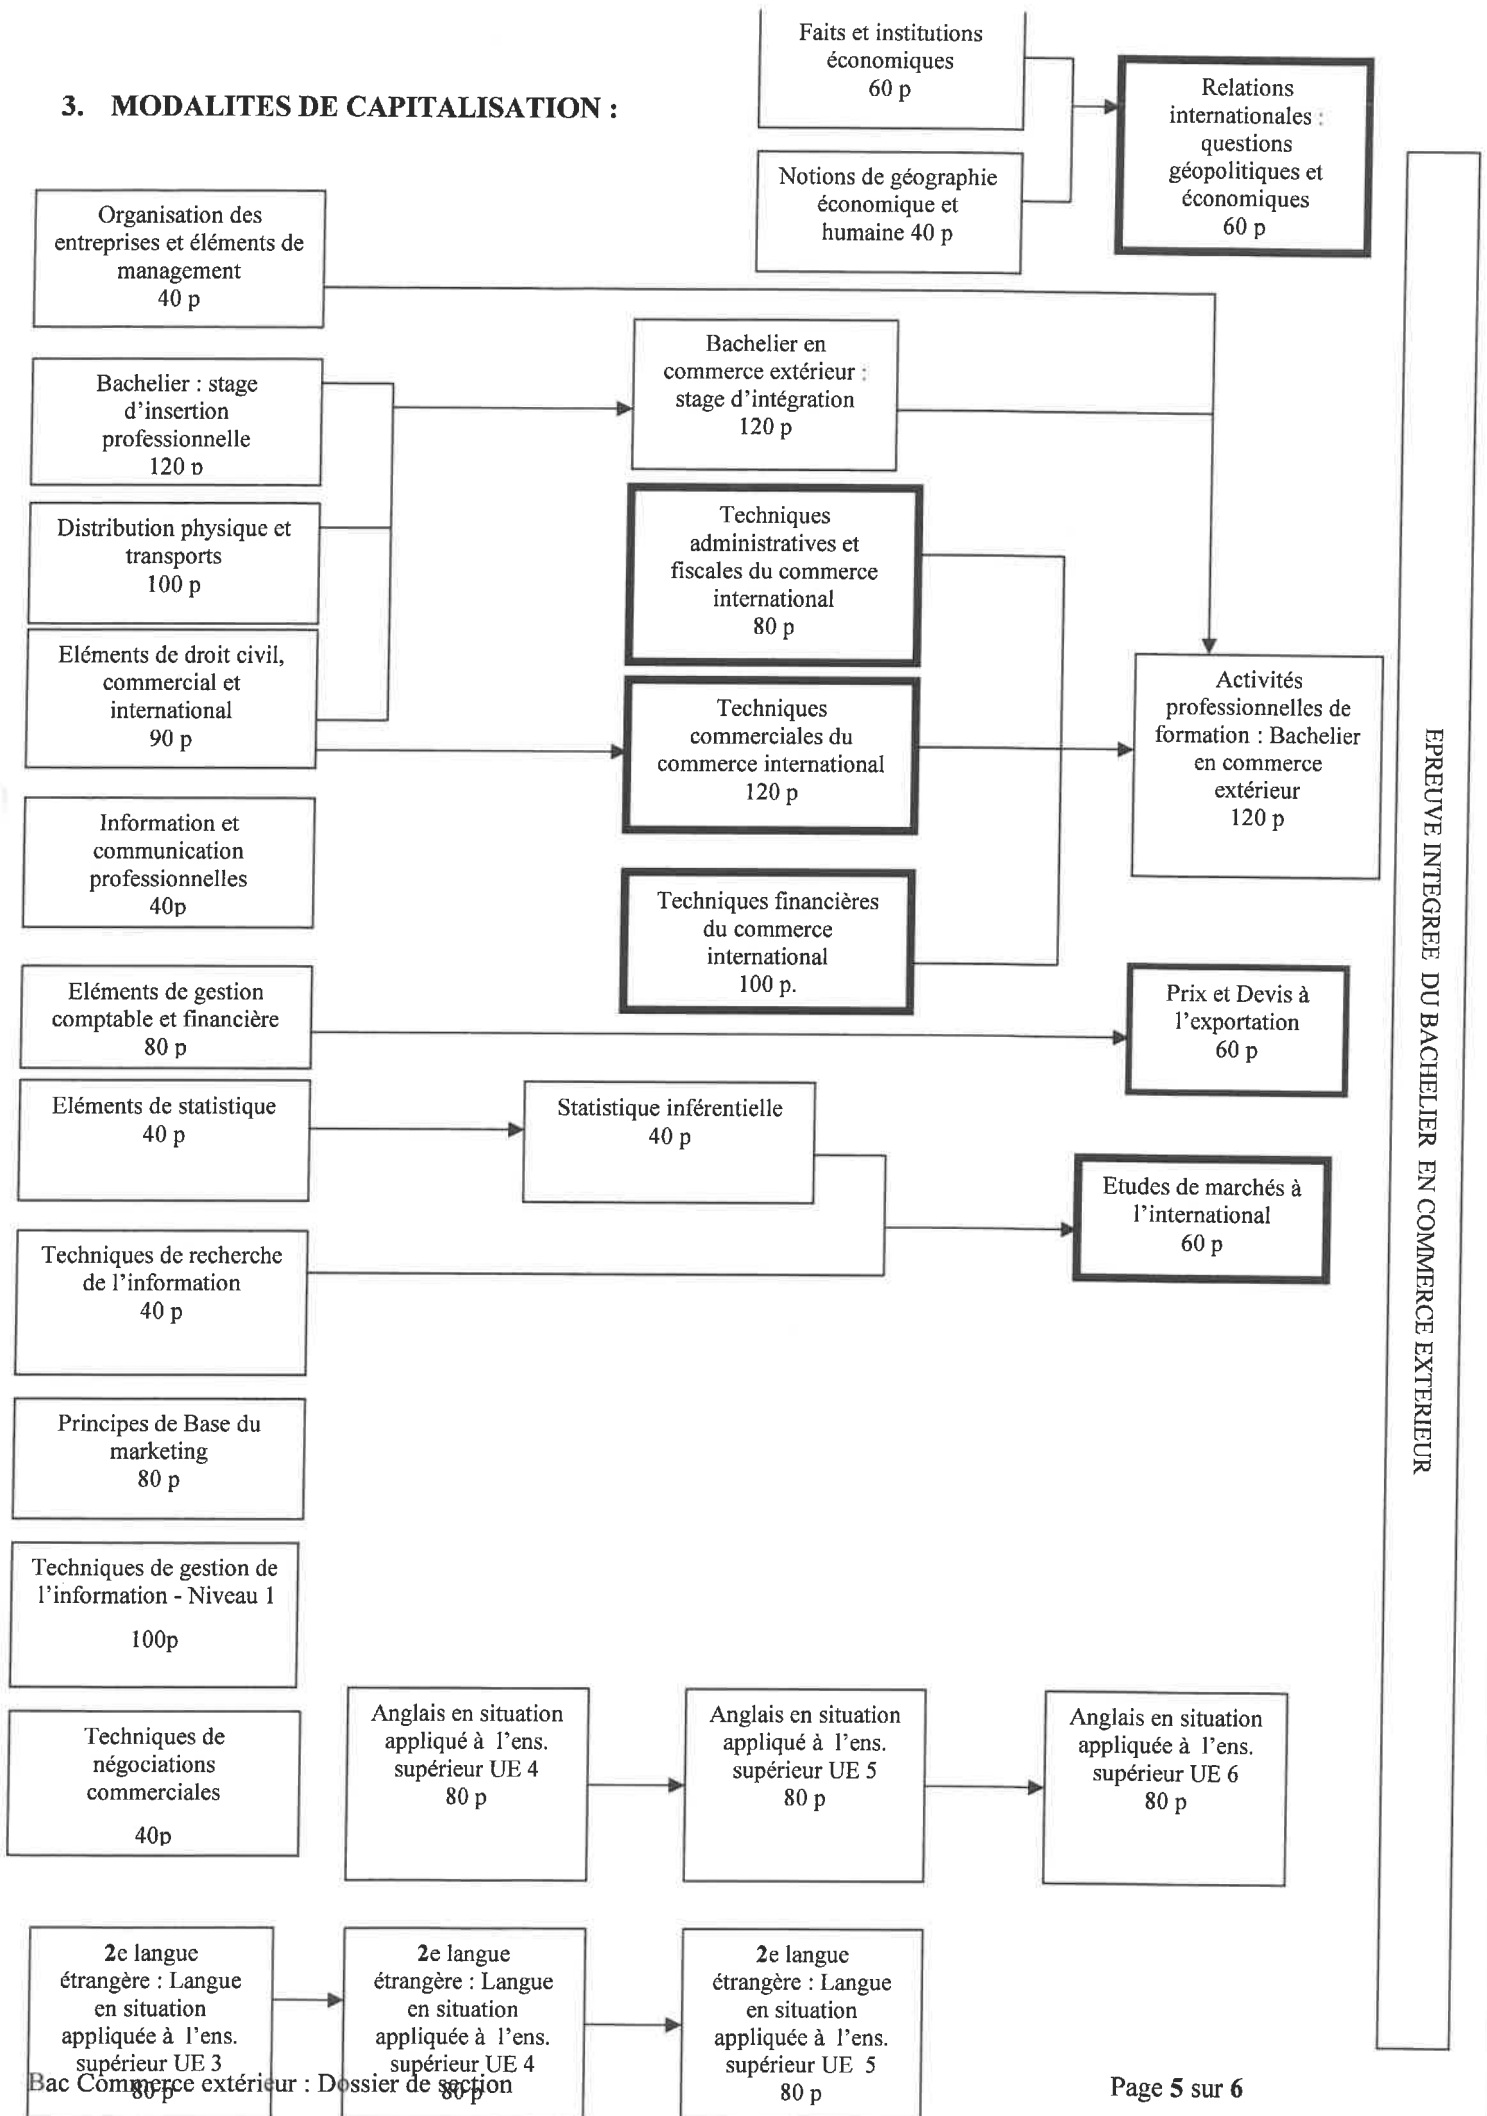 Faits et institutions
économiques
60 p
3. MODALITES DE CAPITALISATION :
Relations
internationales :
questions
géopolitiques et
économiques
60 p
Notions de géographie
économique et
humaine 40 p
Organisation des
entreprises et éléments de
management
40 p
Bachelier en
commerce extérieur :
stage d'intégration
120 p
Bachelier : stage
d'insertion
professionnelle
120 p
Techniques
administratives et
fiscales du commerce
international
80 p
Distribution physique et
transports
100 p
Eléments de droit civil,
commercial et
international
90 p
Techniques
commerciales du
commerce international
120 p
Activités
professionnelles de
formation : Bachelier
en commerce
extérieur
120 p
EPREUVE INTEGREE DU BACHELIER EN COMMERCE EXTERIEUR
Information et
communication
professionnelles
40p
Techniques financières
du commerce
international
100 p.
Eléments de gestion
comptable et financière
80 p
Prix et Devis à
l'exportation
60 p
Eléments de statistique
40 p
Statistique inférentielle
40 p
Etudes de marchés à
l'international
60 p
Techniques de recherche
de l'information
40 p
Principes de Base du
marketing
80 p
Techniques de gestion de
l'information - Niveau 1
100p
Techniques de
négociations
commerciales
40p
Anglais en situation
appliqué à l'ens.
supérieur UE 4
80 p
Anglais en situation
appliqué à l'ens.
supérieur UE 5
80 p
Anglais en situation
appliquée à l'ens.
supérieur UE 6
80 p
2e langue
étrangère : Langue
en situation
appliquée à l'ens.
supérieur UE 3
80 p
2e langue
étrangère : Langue
en situation
appliquée à l'ens.
supérieur UE 4
80 p
2e langue
étrangère : Langue
en situation
appliquée à l'ens.
supérieur UE 5
80 p
Bac Commerce extérieur : Dossier de section
Page 5 sur 6